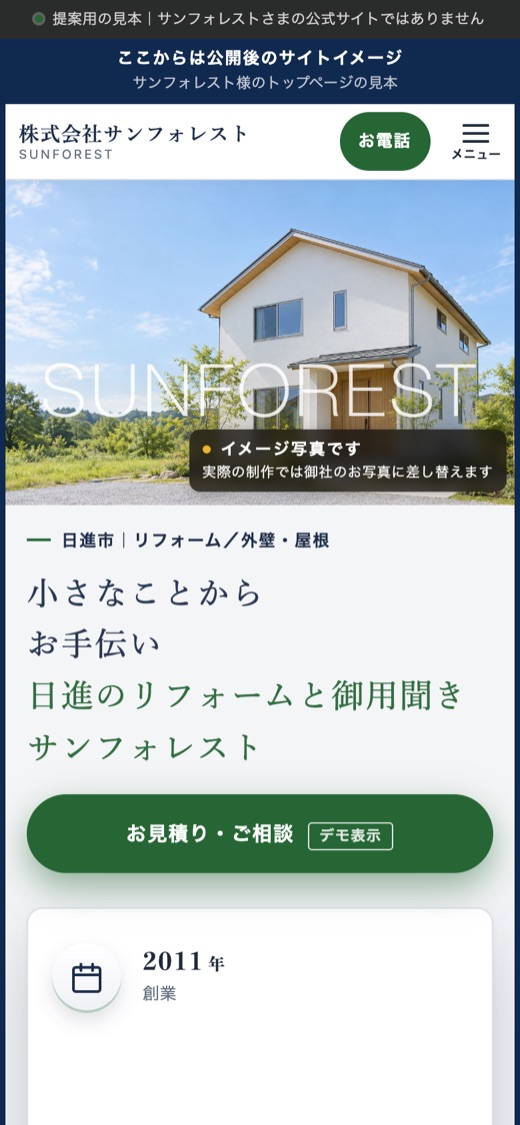 提案用の見本｜サンフォレストさまの公式サイトではありません
ここからは公開後のサイトイメージ
サンフォレスト様のトップページの見本
株式会社サンフォレスト
SUNFOREST
お電話
メニュー
SUNFOREST
イメージ写真です
実際の制作では御社のお写真に差し替えます
日進市｜リフォーム／外壁・屋根
小さなことから
お手伝い
日進のリフォームと御用聞き
サンフォレスト
お見積り・ご相談 デモ表示
2011年
創業